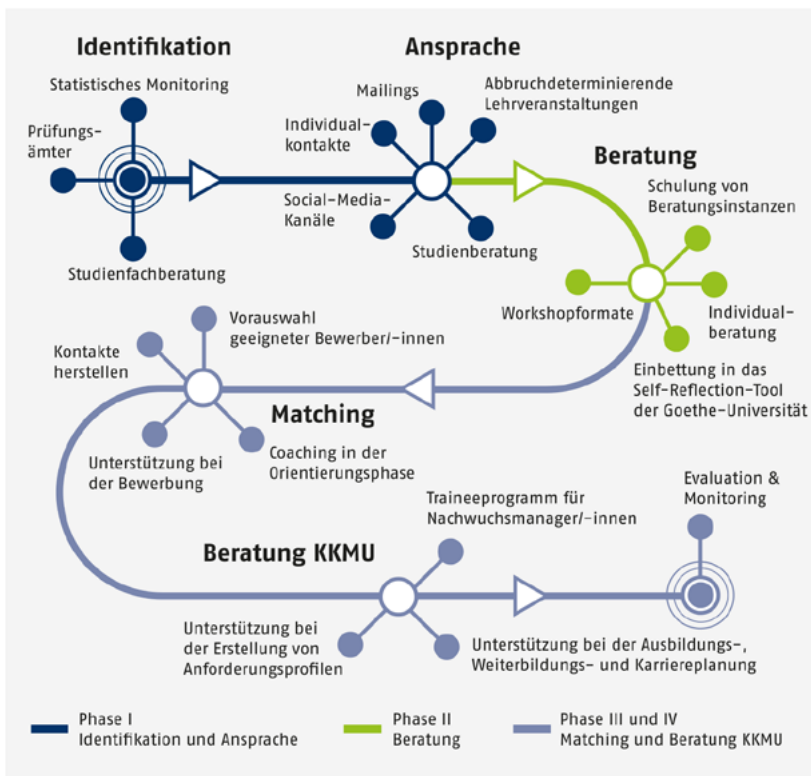 Identifikation
Statistisches Monitoring
Prüfungs-
ämter
Studienfachberatung
Ansprache
Mailings
Abbruchdeterminierende
Lehrveranstaltungen
Individual-
kontakte
Social-Media-
Kanäle
Studienberatung
Beratung
Schulung von
Beratungsinstanzen
Workshopformate
Individual-
beratung
Einbettung in das
Self-Reflection-Tool
der Goethe-Universität
Vorauswahl
geeigneter Bewerber/-innen
Kontakte
herstellen
Matching
Unterstützung bei
der Bewerbung
Coaching in der
Orientierungsphase
Beratung KKMU
Traineeprogramm für
Nachwuchsmanager/-innen
Unterstützung bei
der Erstellung von
Anforderungsprofilen
Unterstützung bei der Ausbildungs-,
Weiterbildungs- und Karriereplanung
Evaluation &
Monitoring
Phase I
Identifikation und Ansprache
Phase II
Beratung
Phase III und IV
Matching und Beratung KKMU